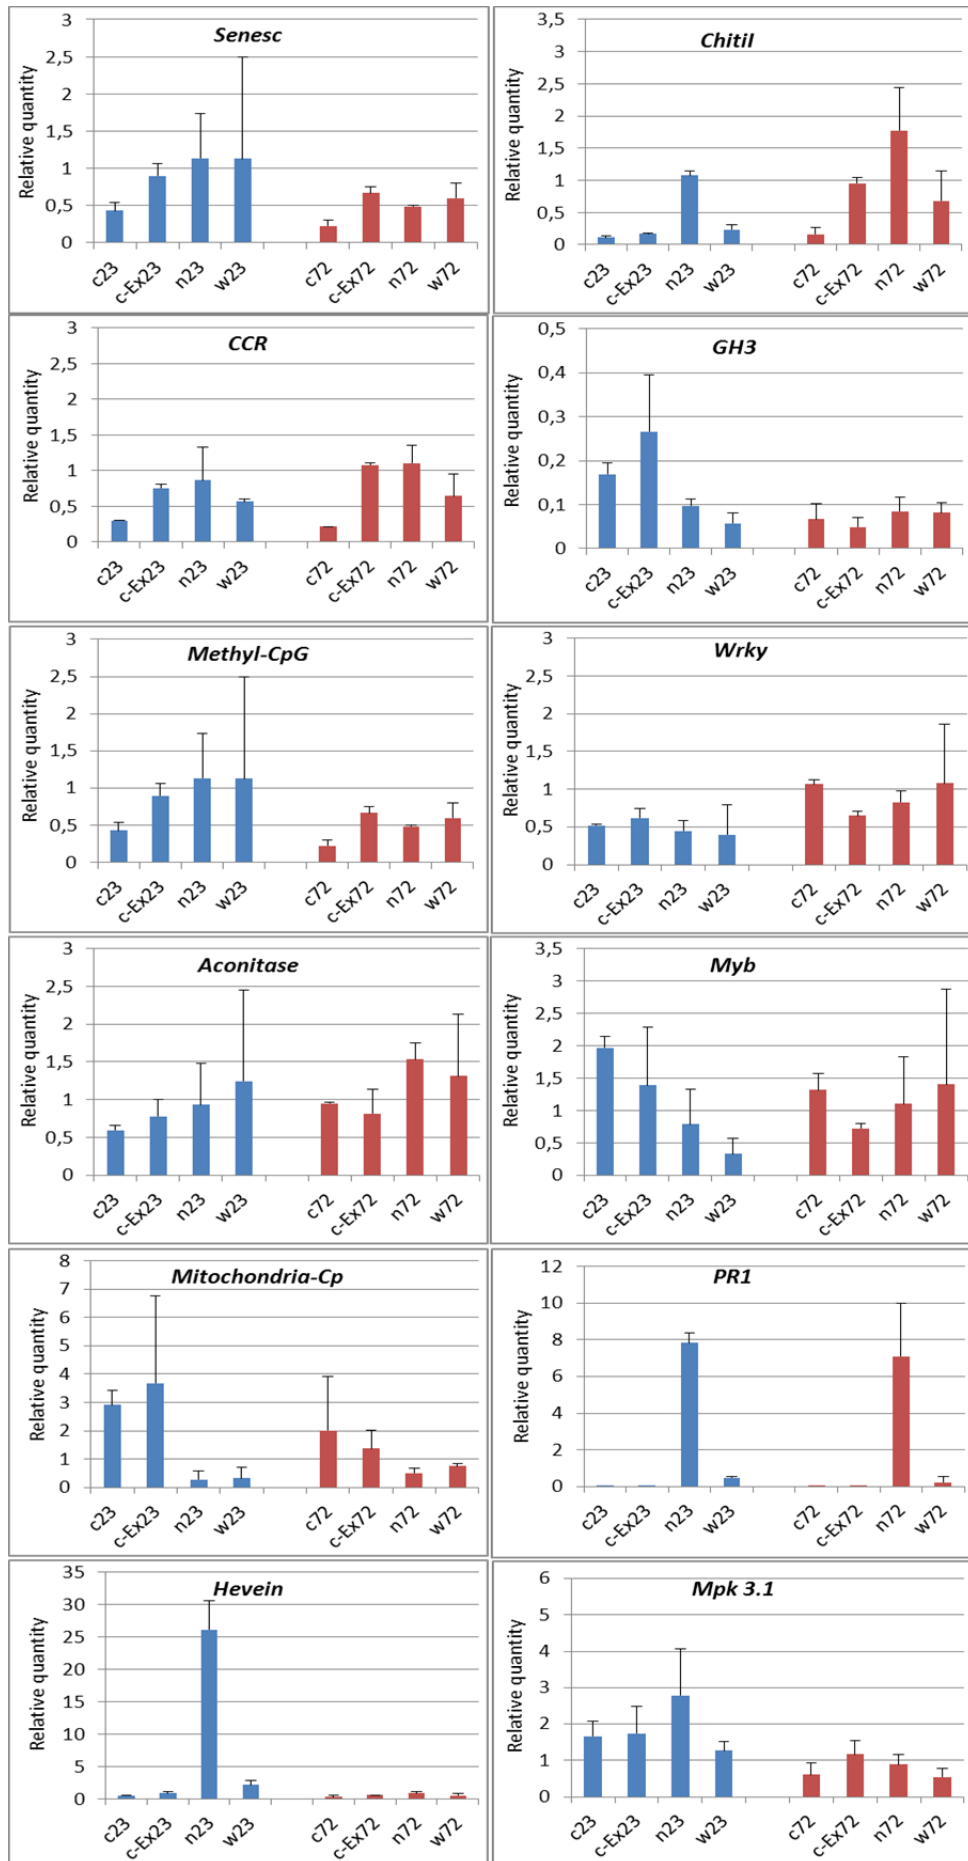 Senesc
Relative quantity
3
2,5
2
1,5
1
0,5
0
c23
c-Ex23
n23
w23
c72
c-Ex72
n72
w72
Chitil
Relative quantity
3,5
3
2,5
2
1,5
1
0,5
0
c23
c-Ex23
n23
w23
c72
c-Ex72
n72
w72
CCR
Relative quantity
3
2,5
2
1,5
1
0,5
0
c23
c-Ex23
n23
w23
c72
c-Ex72
n72
w72
GH3
Relative quantity
0,5
0,4
0,3
0,2
0,1
0
c23
c-Ex23
n23
w23
c72
c-Ex72
n72
w72
Methyl-CpG
Relative quantity
3
2,5
2
1,5
1
0,5
0
c23
c-Ex23
n23
w23
c72
c-Ex72
n72
w72
Wrky
Relative quantity
3
2,5
2
1,5
1
0,5
0
c23
c-Ex23
n23
w23
c72
c-Ex72
n72
w72
Aconitase
Relative quantity
3
2,5
2
1,5
1
0,5
0
c23
c-Ex23
n23
w23
c72
c-Ex72
n72
w72
Myb
Relative quantity
3,5
3
2,5
2
1,5
1
0,5
0
c23
c-Ex23
n23
w23
c72
c-Ex72
n72
w72
Mitochondria-Cp
Relative quantity
8
7
6
5
4
3
2
1
0
c23
c-Ex23
n23
w23
c72
c-Ex72
n72
w72
PR1
Relative quantity
12
10
8
6
4
2
0
c23
c-Ex23
n23
w23
c72
c-Ex72
n72
w72
Hevein
Relative quantity
35
30
25
20
15
10
5
0
c23
c-Ex23
n23
w23
c72
c-Ex72
n72
w72
Mpk 3.1
Relative quantity
6
5
4
3
2
1
0
c23
c-Ex23
n23
w23
c72
c-Ex72
n72
w72